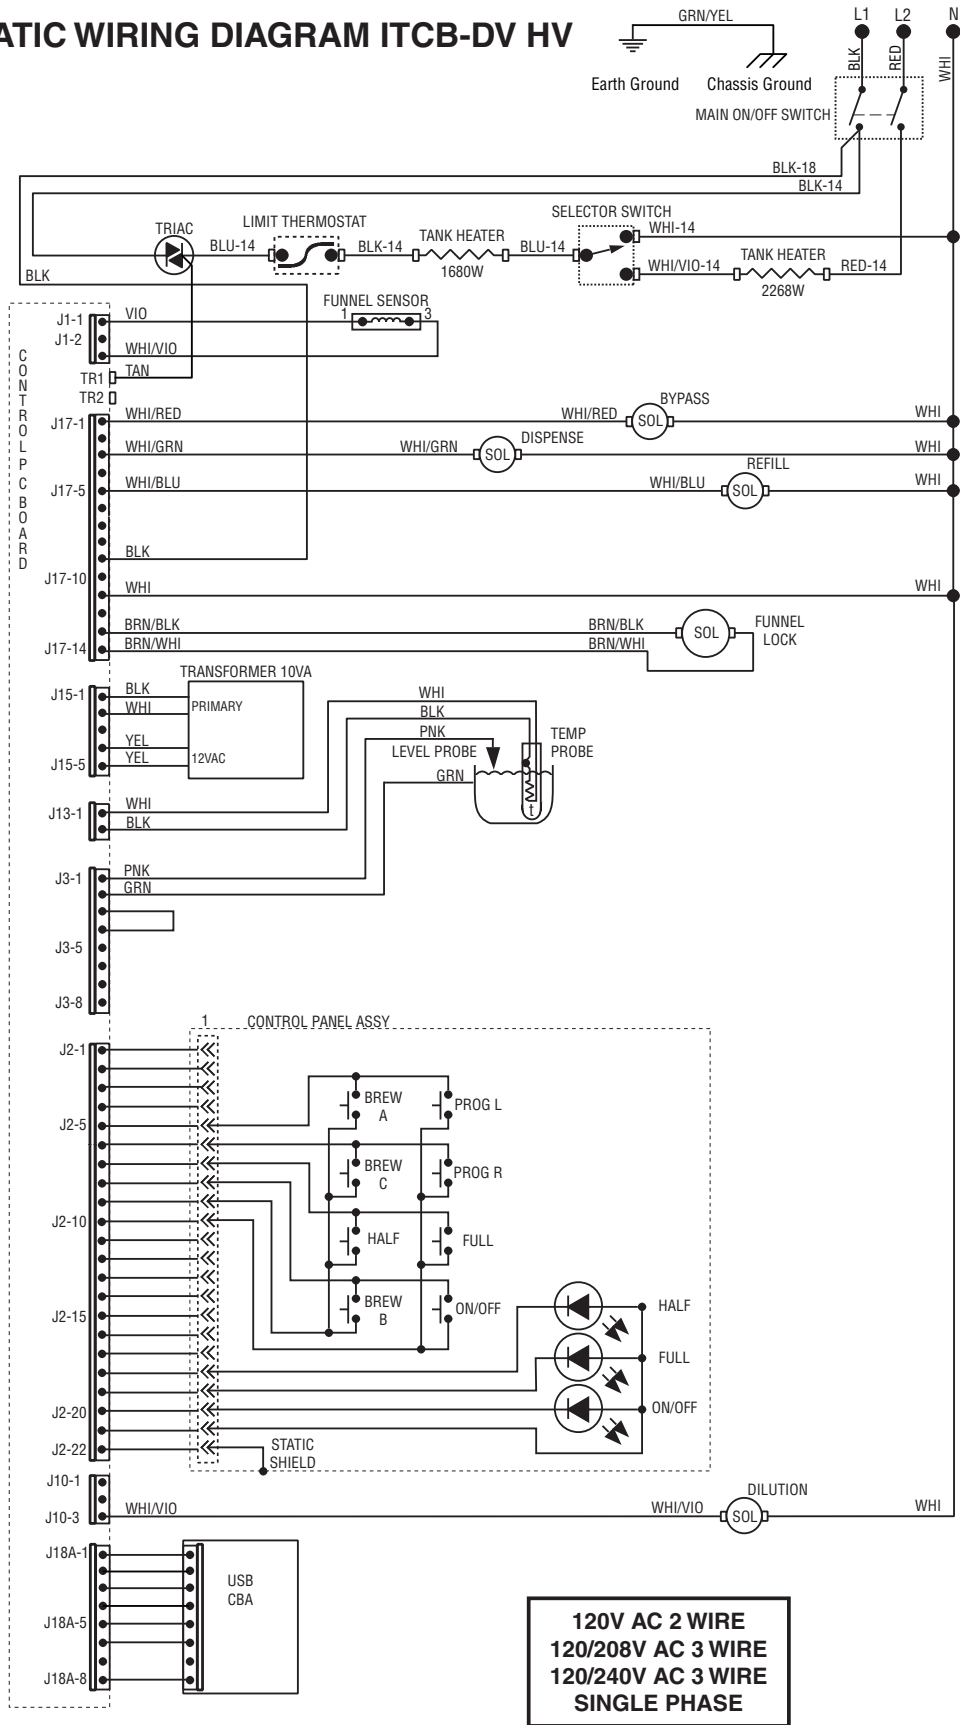 ATIC WIRING DIAGRAM ITCB-DV HV
GRN/YEL
L1 L2 N
BLK RED WHI
Earth Ground Chassis Ground
MAIN ON/OFF SWITCH
BLK-18
BLK-14
TRIAC
BLU-14
LIMIT THERMOSTAT
BLK-14
TANK HEATER
1680W
BLU-14
SELECTOR SWITCH
WHI-14
WHI/VIO-14
TANK HEATER
2268W
RED-14
BLK
CONTROL PC BOARD
J1-1
VIO
FUNNEL SENSOR
1 3
J1-2
WHI/VIO
TR1
TAN
TR2
J17-1
WHI/RED
WHI/RED
SOL
BYPASS
WHI
WHI/GRN
WHI/GRN
SOL
DISPENSE
WHI
J17-5
WHI/BLU
WHI/BLU
SOL
REFILL
WHI
BLK
J17-10
WHI
WHI
BRN/BLK
BRN/BLK
SOL
FUNNEL
LOCK
J17-14
BRN/WHI
BRN/WHI
TRANSFORMER 10VA
J15-1
BLK
WHI
PRIMARY
YEL
J15-5
YEL
12VAC
WHI
BLK
PNK
LEVEL PROBE
GRN
TEMP
PROBE
t
J13-1
WHI
BLK
J3-1
PNK
GRN
J3-5
J3-8
1
CONTROL PANEL ASSY
J2-1
J2-5
J2-10
J2-15
J2-20
J2-22
BREW
A
PROG L
BREW
C
PROG R
HALF
FULL
BREW
B
ON/OFF
HALF
FULL
ON/OFF
STATIC
SHIELD
J10-1
J10-3
WHI/VIO
WHI/VIO
SOL
DILUTION
WHI
J18A-1
J18A-5
J18A-8
USB
CBA
120V AC 2 WIRE
120/208V AC 3 WIRE
120/240V AC 3 WIRE
SINGLE PHASE